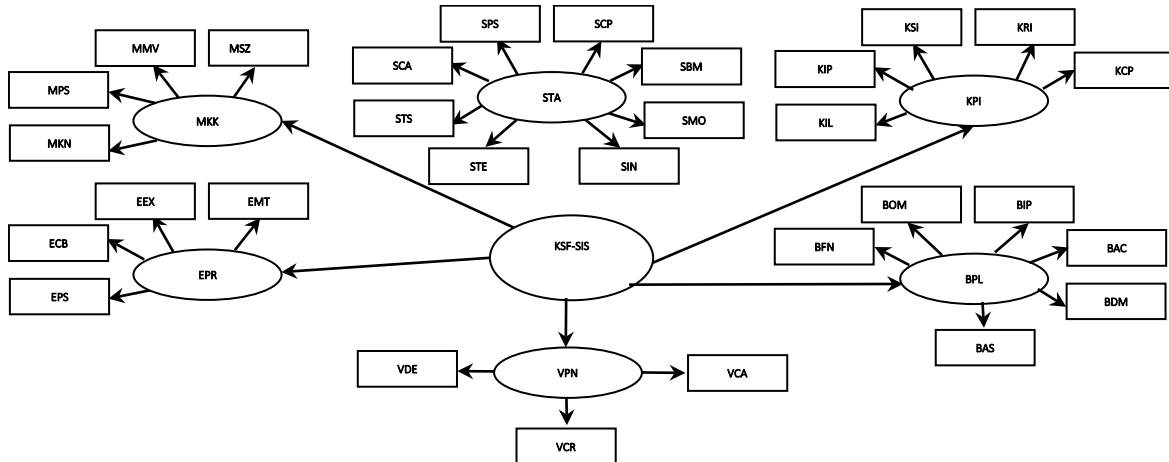 SPS
SCP
KSI
KRI
MMV
MSZ
SCA
SBM
KIP
KCP
MPS
STA
KPI
MKK
STS
SMO
KIL
MKN
STE
SIN
EEX
EMT
BOM
BIP
ECB
KSF-SIS
BFN
BAC
EPR
BPL
EPS
BDM
BAS
VDE
VPN
VCA
VCR